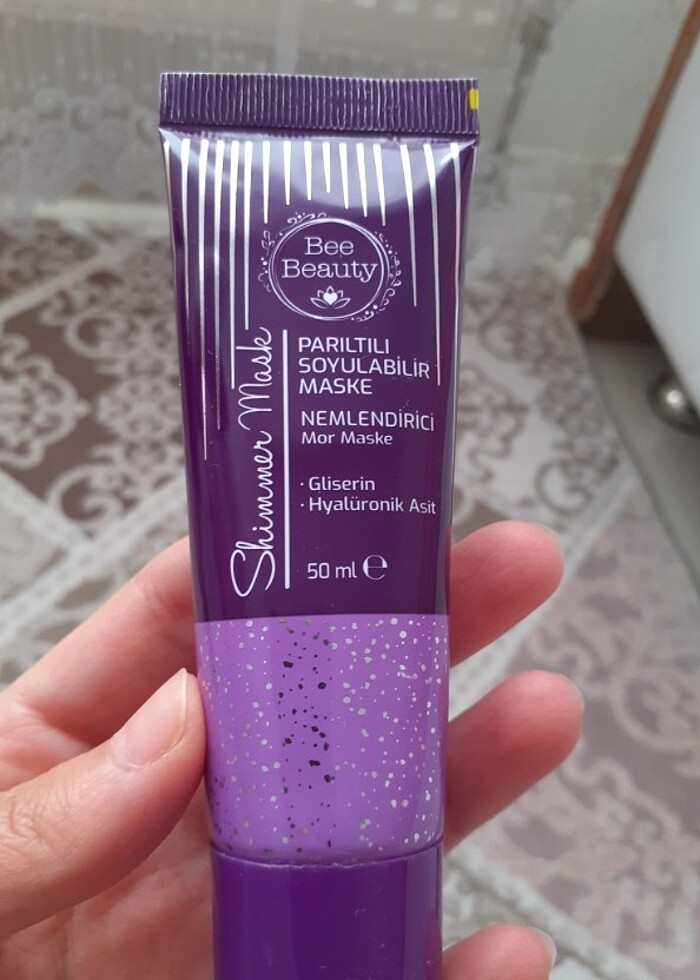 Bee
Beauty
Shimmer Mask
PARILTILI
SOYULABİLİR
MASKE
NEMLENDİRİCİ
Mor Maske
· Gliserin
· Hyalüronik Asit
50 ml ℮